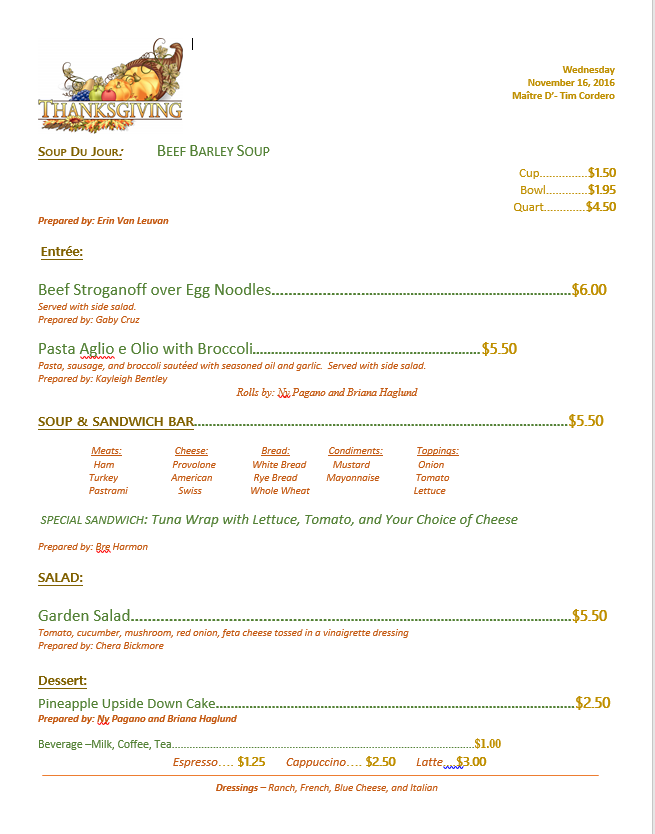 THANKSGIVING
Wednesday
November 16, 2016
Maître D'- Tim Cordero
SOUP DU JOUR: BEEF BARLEY SOUP
Cup...............$1.50
Bowl.............$1.95
Quart.............$4.50
Prepared by: Erin Van Leuvan
Entrée:
Beef Stroganoff over Egg Noodles.......................................................................$6.00
Served with side salad.
Prepared by: Gaby Cruz
Pasta Aglio e Olio with Broccoli.......................................................$5.50
Pasta, sausage, and broccoli sautéed with seasoned oil and garlic. Served with side salad.
Prepared by: Kayleigh Bentley
Rolls by: Ny Pagano and Briana Haglund
SOUP & SANDWICH BAR.........................................................................................$5.50
Meats: Cheese: Bread: Condiments: Toppings:
Ham Provolone White Bread Mustard Onion
Turkey American Rye Bread Mayonnaise Tomato
Pastrami Swiss Whole Wheat Lettuce
SPECIAL SANDWICH: Tuna Wrap with Lettuce, Tomato, and Your Choice of Cheese
Prepared by: Bre Harmon
SALAD:
Garden Salad.........................................................................................................$5.50
Tomato, cucumber, mushroom, red onion, feta cheese tossed in a vinaigrette dressing
Prepared by: Chera Bickmore
Dessert:
Pineapple Upside Down Cake.....................................................................................$2.50
Prepared by: Ny Pagano and Briana Haglund
Beverage –Milk, Coffee, Tea.....................................................................................................$1.00
Espresso.... $1.25 Cappuccino.... $2.50 Latte....$3.00
Dressings – Ranch, French, Blue Cheese, and Italian